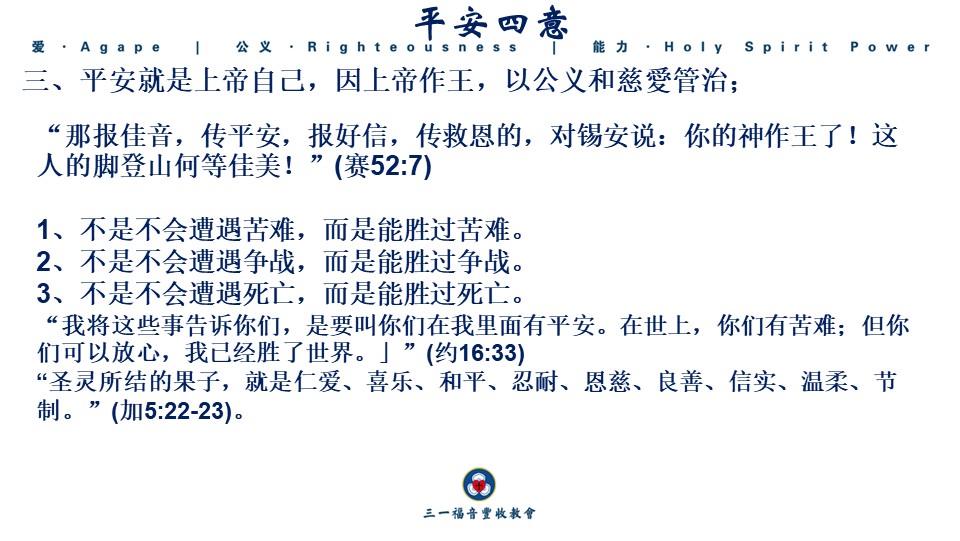 平安四意
爱 · Agape | 公义 · Righteousness | 能力 · Holy Spirit Power
三、平安就是上帝自己，因上帝作王，以公义和慈愛管治；
“那报佳音，传平安，报好信，传救恩的，对锡安说：你的神作王了！这
人的脚登山何等佳美！”(赛52:7)
1、不是不会遭遇苦难，而是能胜过苦难。
2、不是不会遭遇争战，而是能胜过争战。
3、不是不会遭遇死亡，而是能胜过死亡。
“我将这些事告诉你们，是要叫你们在我里面有平安。在世上，你们有苦难；但你
们可以放心，我已经胜了世界。」”(约16:33)
“圣灵所结的果子，就是仁爱、喜乐、和平、忍耐、恩慈、良善、信实、温柔、节
制。”(加5:22-23)。
三一福音豐收教會